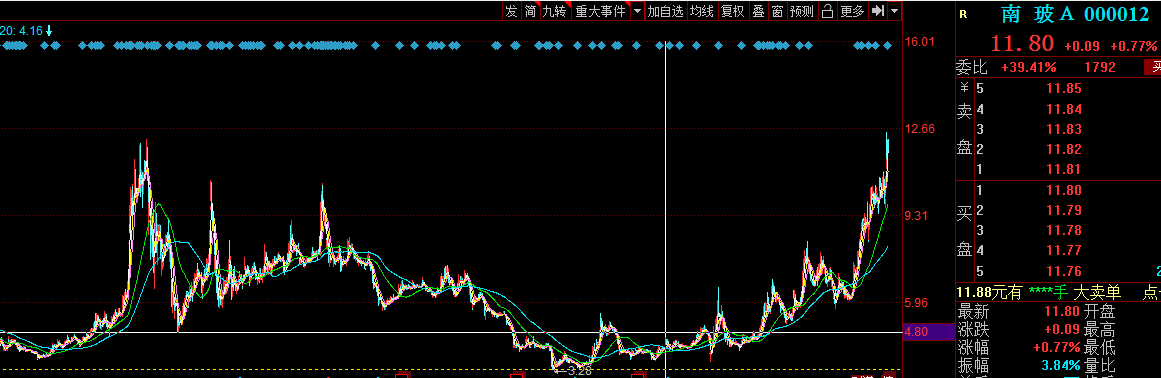 发 简 九转 重大事件 加自选 均线 复权 叠 窗 预测 更多
20: 4.16
16.01
12.66
9.31
5.96
4.80
3.28
R 南 玻A 000012
11.80 +0.09 +0.77%
委比 +39.41% 1792 买
¥ 5 11.85
卖 4 11.84
3 11.83
盘 2 11.82
1 11.81
1 11.80
买 2 11.79
3 11.78
盘 4 11.77
5 11.76 2
11.88元有 ****手 大卖单 点
最新 11.80 开盘
涨跌 +0.09 最高
涨幅 +0.77% 最低
振幅 3.84% 量比